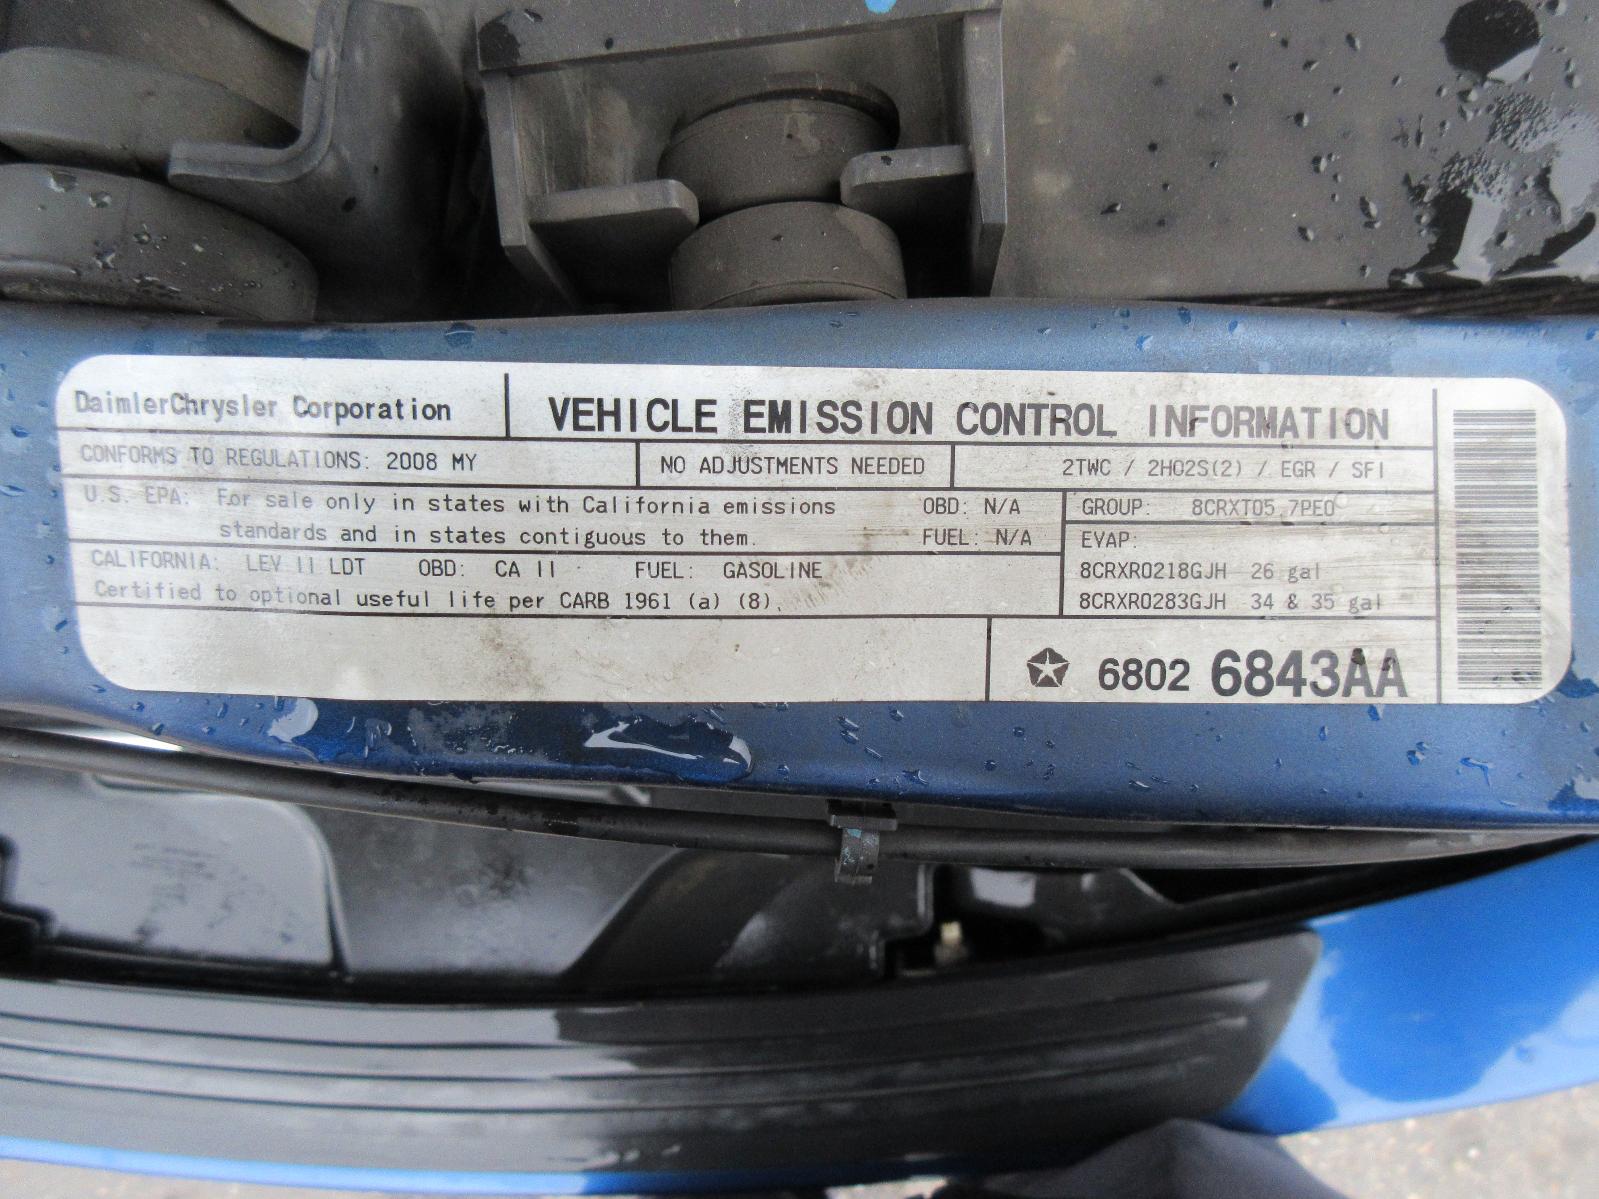 DaimlerChrysler Corporation
VEHICLE EMISSION CONTROL INFORMATION
CONFORMS TO REGULATIONS: 2008 MY
NO ADJUSTMENTS NEEDED
2TWC / 2HO2S(2) / EGR / SFI
U.S. EPA: For sale only in states with California emissions
standards and in states contiguous to them.
OBD: N/A
FUEL: N/A
GROUP: 8CRXT05.7PE0
EVAP:
8CRXR0218GJH 26 gal
8CRXR0283GJH 34 & 35 gal
CALIFORNIA: LEV II LDT OBD: CA II FUEL: GASOLINE
Certified to optional useful life per CARB 1961 (a) (8).
6802 6843AA